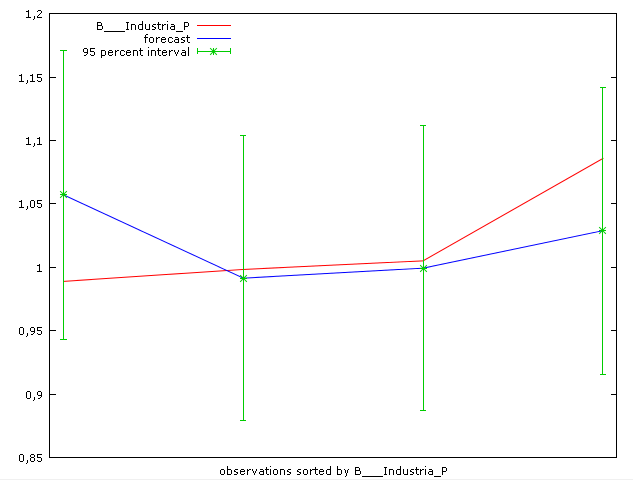 B___Industria_P
forecast
95 percent interval
1,2
1,15
1,1
1,05
1
0,95
0,9
0,85
observations sorted by B___Industria_P